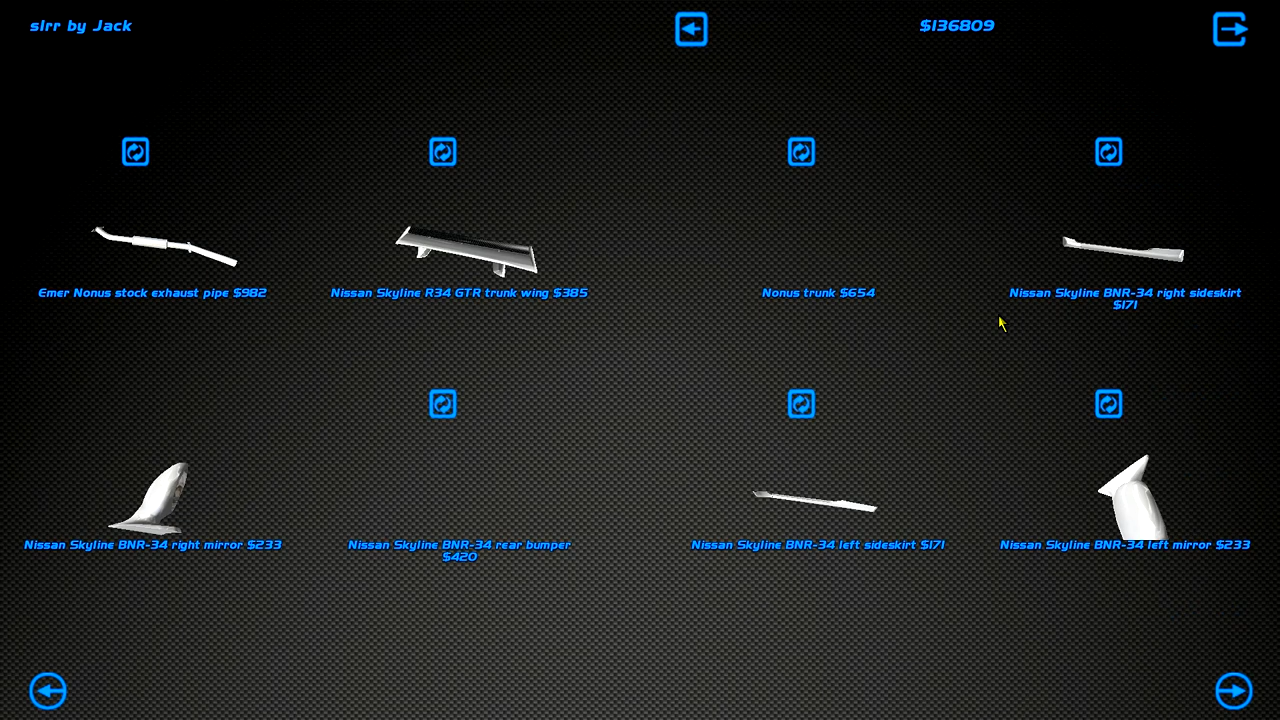 slrr by Jack
$136809
Emer Nonus stock exhaust pipe $982
Nissan Skyline R34 GTR trunk wing $385
Nonus trunk $654
Nissan Skyline BNR-34 right sideskirt
$171
Nissan Skyline BNR-34 right mirror $233
Nissan Skyline BNR-34 rear bumper
$420
Nissan Skyline BNR-34 left sideskirt $171
Nissan Skyline BNR-34 left mirror $233